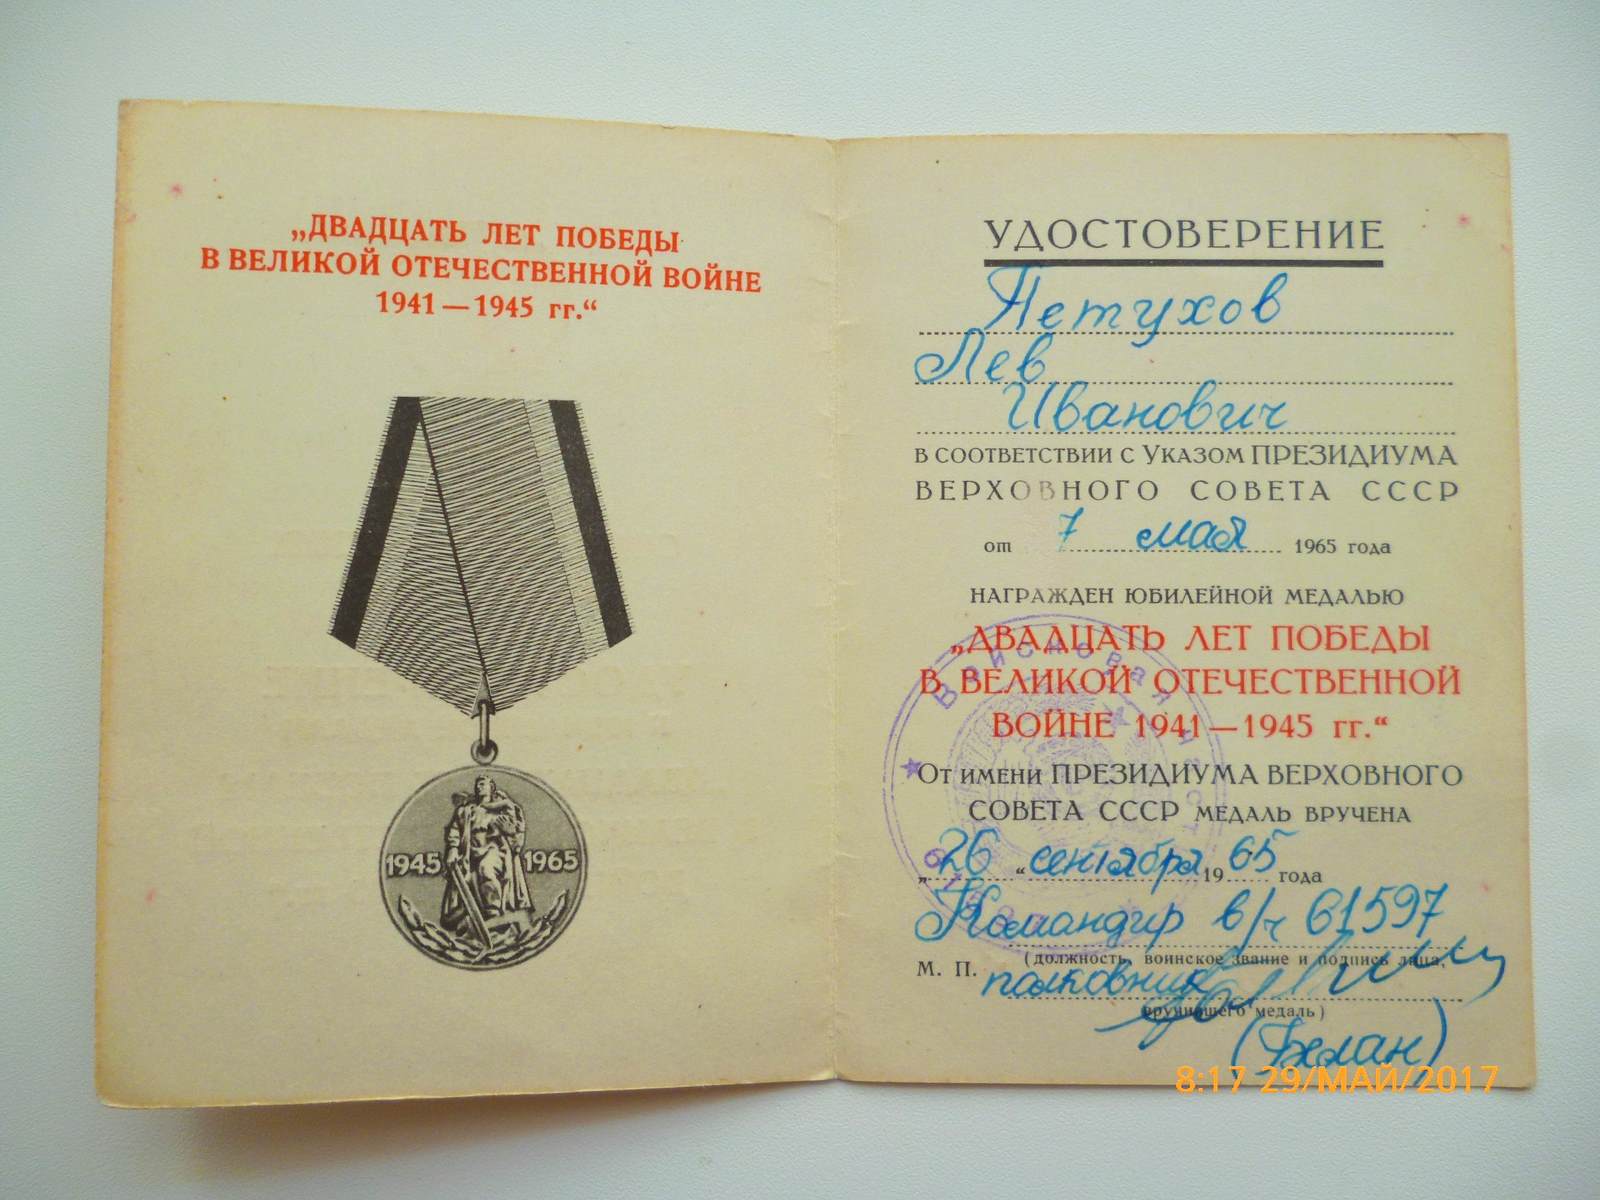 „ДВАДЦАТЬ ЛЕТ ПОБЕДЫ
В ВЕЛИКОЙ ОТЕЧЕСТВЕННОЙ ВОЙНЕ
1941—1945 гг.“
1945 1965
УДОСТОВЕРЕНИЕ
Петухов
Лев
Иванович
В СООТВЕТСТВИИ С УКАЗОМ ПРЕЗИДИУМА
ВЕРХОВНОГО СОВЕТА СССР
от 7 мая 1965 года
НАГРАЖДЕН ЮБИЛЕЙНОЙ МЕДАЛЬЮ
„ДВАДЦАТЬ ЛЕТ ПОБЕДЫ
В ВЕЛИКОЙ ОТЕЧЕСТВЕННОЙ
ВОЙНЕ 1941—1945 гг.“
ОТ ИМЕНИ ПРЕЗИДИУМА ВЕРХОВНОГО
СОВЕТА СССР МЕДАЛЬ ВРУЧЕНА
„26“ сентября 1965 года
Командир в/ч 61597
(должность, воинское звание и подпись лица,
М. П. полковник
вручившего медаль)
(Белан)
Войсковая часть
8:17 29/МАЙ/2017